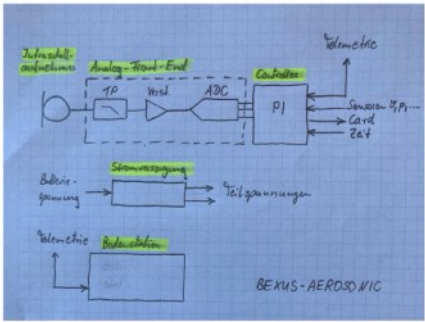 Infraschall-
aufnehmer
Analog-Front-End
TP
Verst.
ADC
Controller
PI
Telemetrie
Sensoren
Card
Zeit
Stromversorgung
Batterie-
spannung
Teilspannungen
Telemetrie
Bodenstation
BEXUS-AEROSONIC